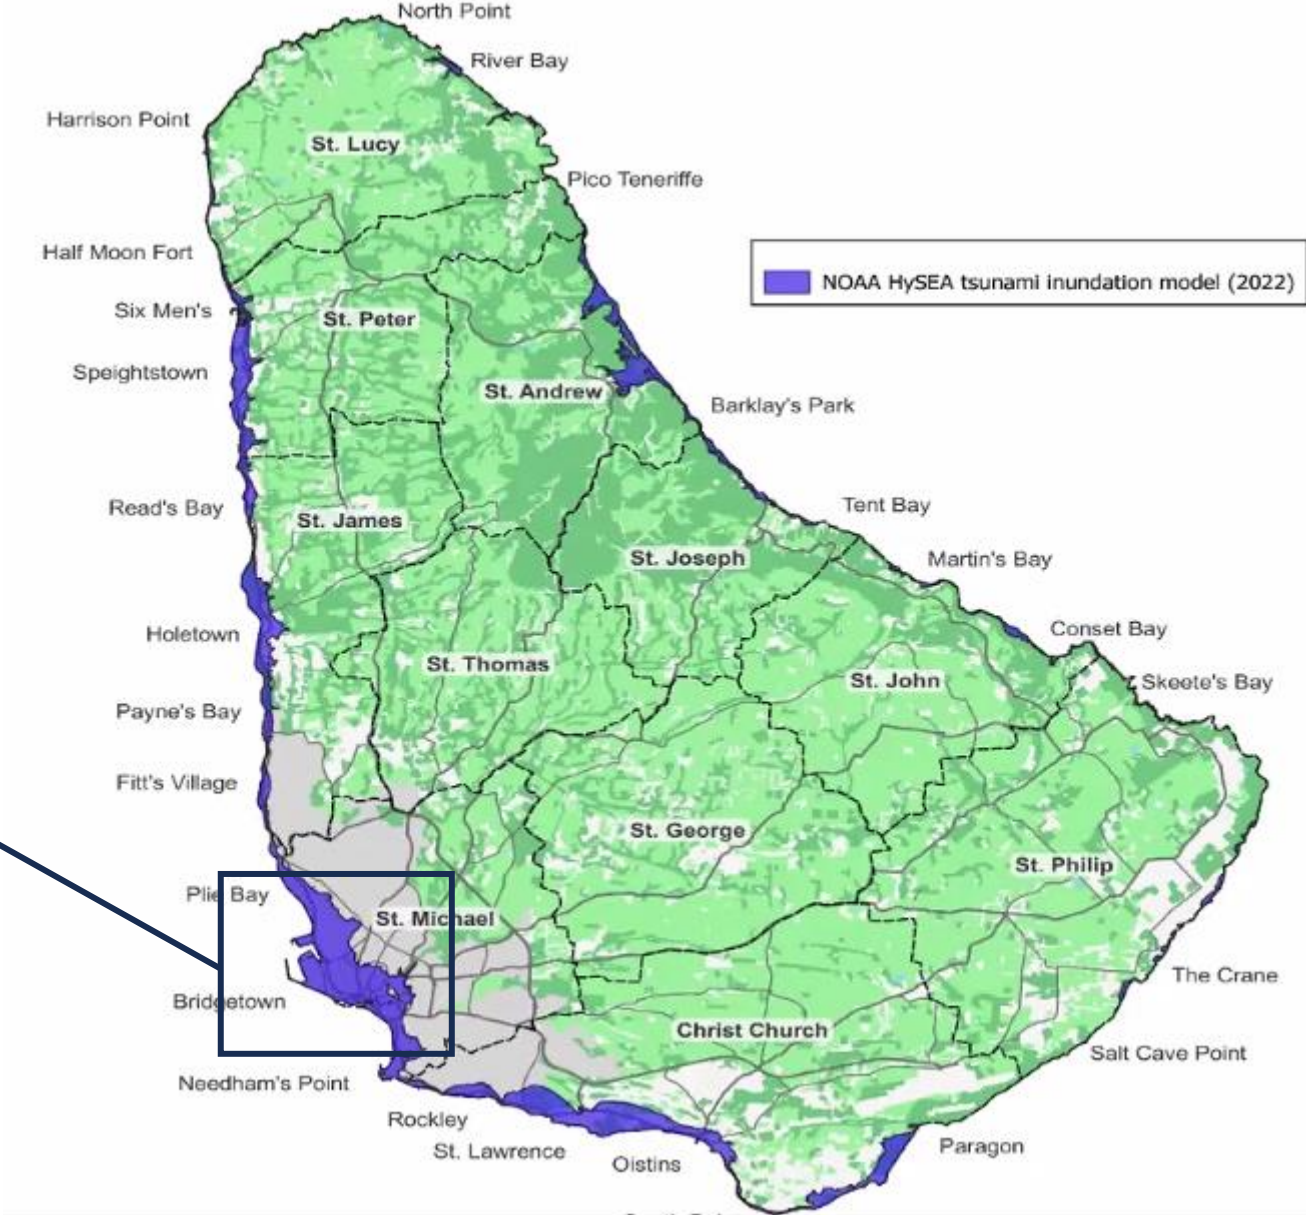 North Point
River Bay
Harrison Point
St. Lucy
Pico Teneriffe
Half Moon Fort
NOAA HySEA tsunami inundation model (2022)
Six Men's
St. Peter
Speightstown
St. Andrew
Barklay's Park
Read's Bay
St. James
Tent Bay
St. Joseph
Martin's Bay
Holetown
Conset Bay
St. Thomas
St. John
Skeete's Bay
Payne's Bay
Fitt's Village
St. George
St. Philip
Plie Bay
St. Michael
The Crane
Bridgetown
Christ Church
Salt Cave Point
Needham's Point
Rockley
St. Lawrence
Paragon
Oistins